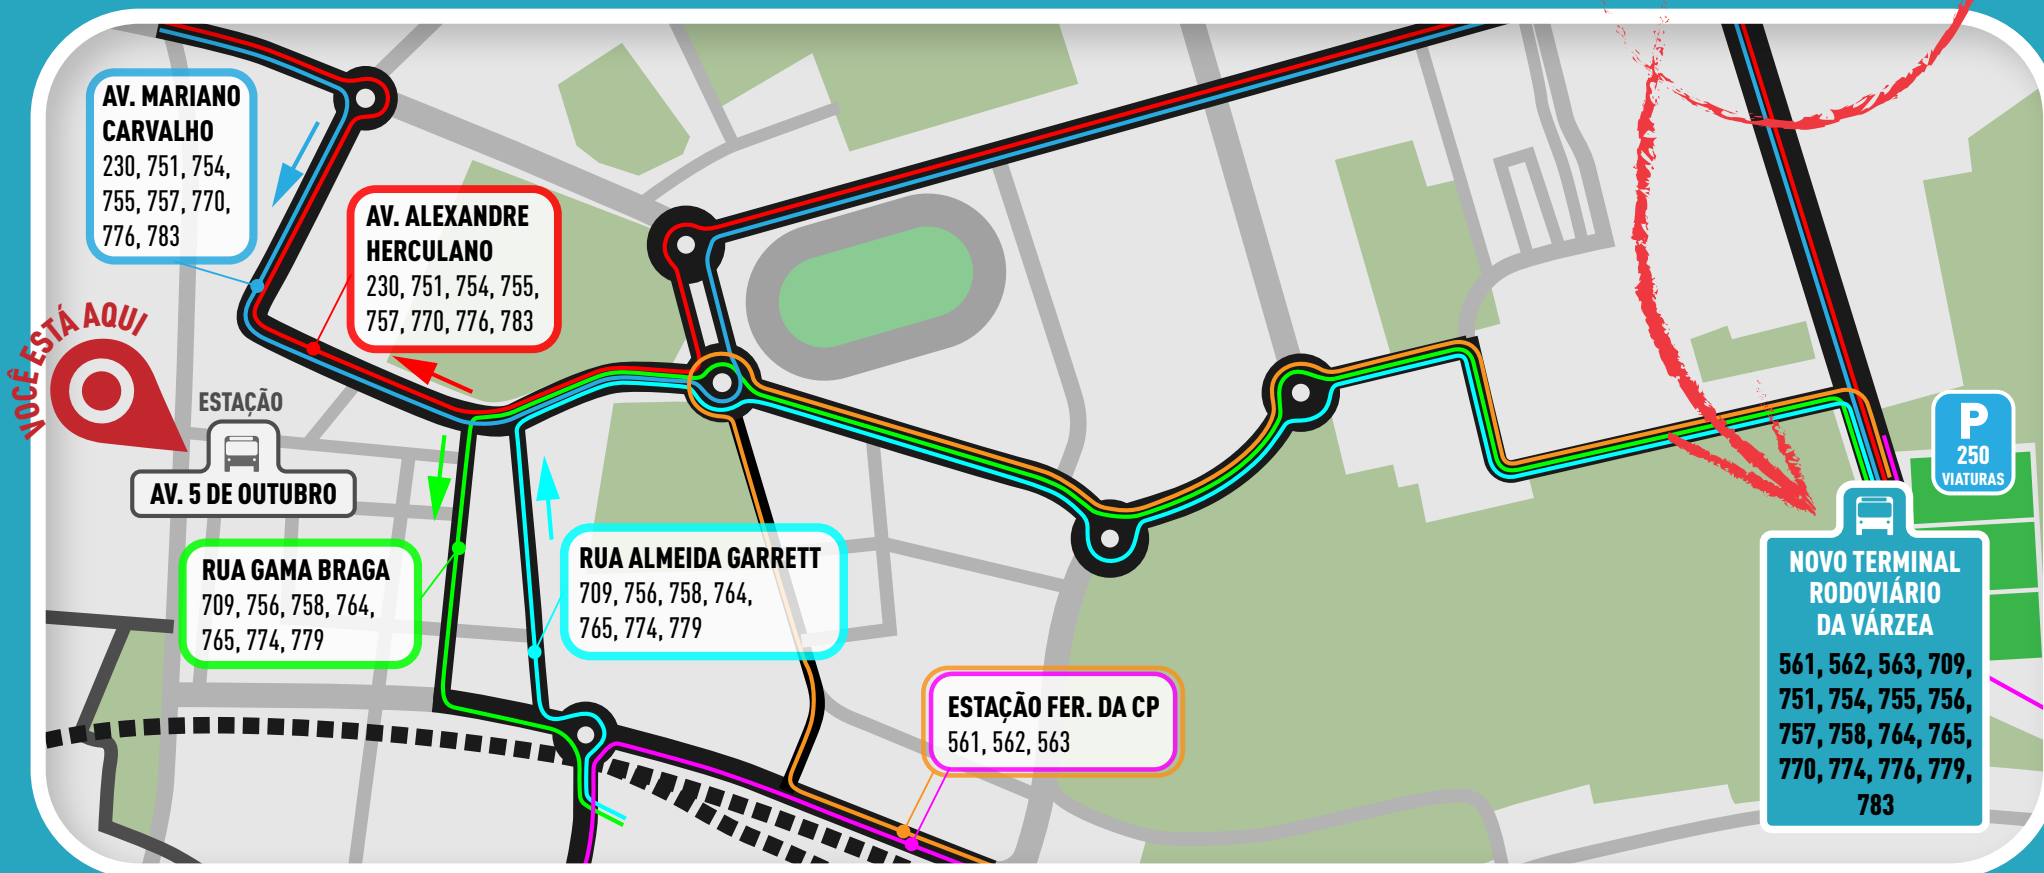 AV. MARIANO
CARVALHO
230, 751, 754,
755, 757, 770,
776, 783
AV. ALEXANDRE
HERCULANO
230, 751, 754, 755,
757, 770, 776, 783
VOCÊ ESTÁ AQUI
ESTAÇÃO
AV. 5 DE OUTUBRO
RUA GAMA BRAGA
709, 756, 758, 764,
765, 774, 779
RUA ALMEIDA GARRETT
709, 756, 758, 764,
765, 774, 779
ESTAÇÃO FER. DA CP
561, 562, 563
P
250
VIATURAS
NOVO TERMINAL
RODOVIÁRIO
DA VÁRZEA
561, 562, 563, 709,
751, 754, 755, 756,
757, 758, 764, 765,
770, 774, 776, 779,
783